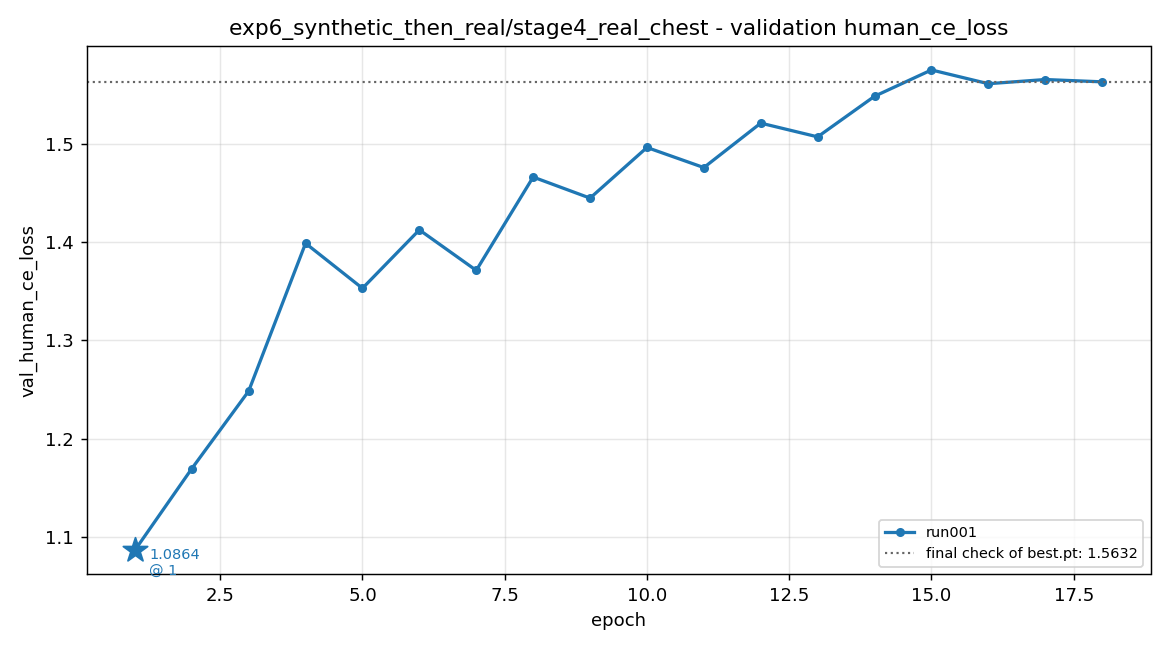 exp6_synthetic_then_real/stage4_real_chest - validation human_ce_loss
val_human_ce_loss
1.5
1.4
1.3
1.2
1.1
1.0864
@ 1
run001
final check of best.pt: 1.5632
2.5
5.0
7.5
10.0
12.5
15.0
17.5
epoch